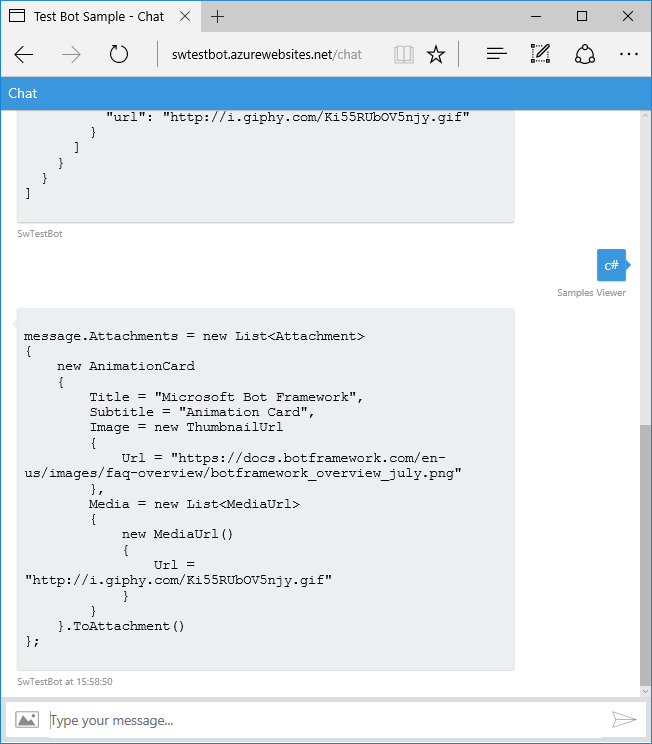 Test Bot Sample - Chat
swtestbot.azurewebsites.net/chat
Chat
"url": "http://i.giphy.com/Ki55RUbOV5njy.gif"
}
]
}
}
]
SwTestBot
c#
Samples Viewer
message.Attachments = new List<Attachment>
{
new AnimationCard
{
Title = "Microsoft Bot Framework",
Subtitle = "Animation Card",
Image = new ThumbnailUrl
{
Url = "https://docs.botframework.com/en-
us/images/faq-overview/botframework_overview_july.png"
},
Media = new List<MediaUrl>
{
new MediaUrl()
{
Url =
"http://i.giphy.com/Ki55RUbOV5njy.gif"
}
}
}.ToAttachment()
};
SwTestBot at 15:58:50
Type your message...